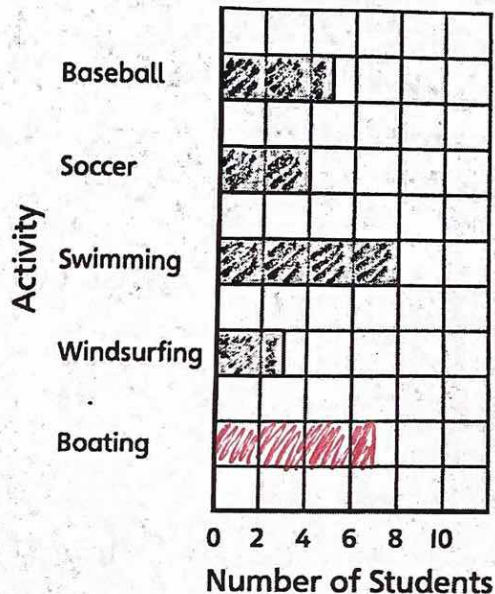 Baseball
Soccer
Swimming
Windsurfing
Boating
Activity
0 2 4 6 8 10
Number of Students